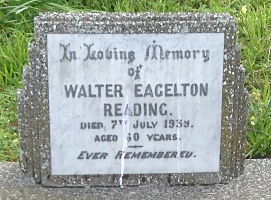 In Loving Memory
of
WALTER EAGELTON
READING.
DIED 7TH JULY 1939.
AGED 60 YEARS.
EVER REMEMBERED.